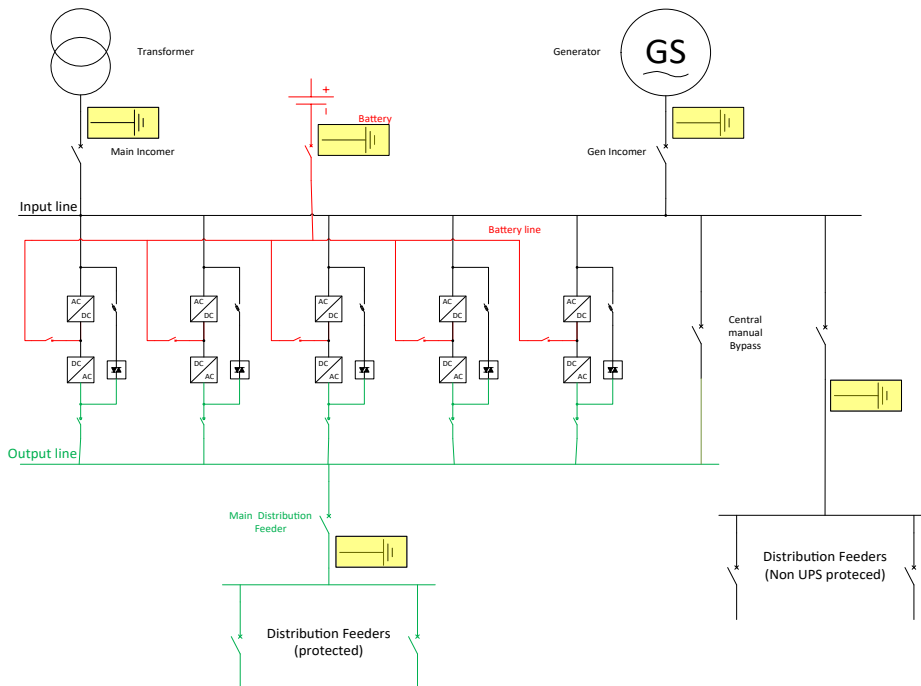 Transformer
Generator
GS
+
-
Battery
Main Incomer
Gen Incomer
Input line
Battery line
AC
DC
AC
DC
AC
DC
AC
DC
AC
DC
Central
manual
Bypass
DC
AC
DC
AC
DC
AC
DC
AC
DC
AC
Output line
Main Distribution
Feeder
Distribution Feeders
(Non UPS proteced)
Distribution Feeders
(protected)